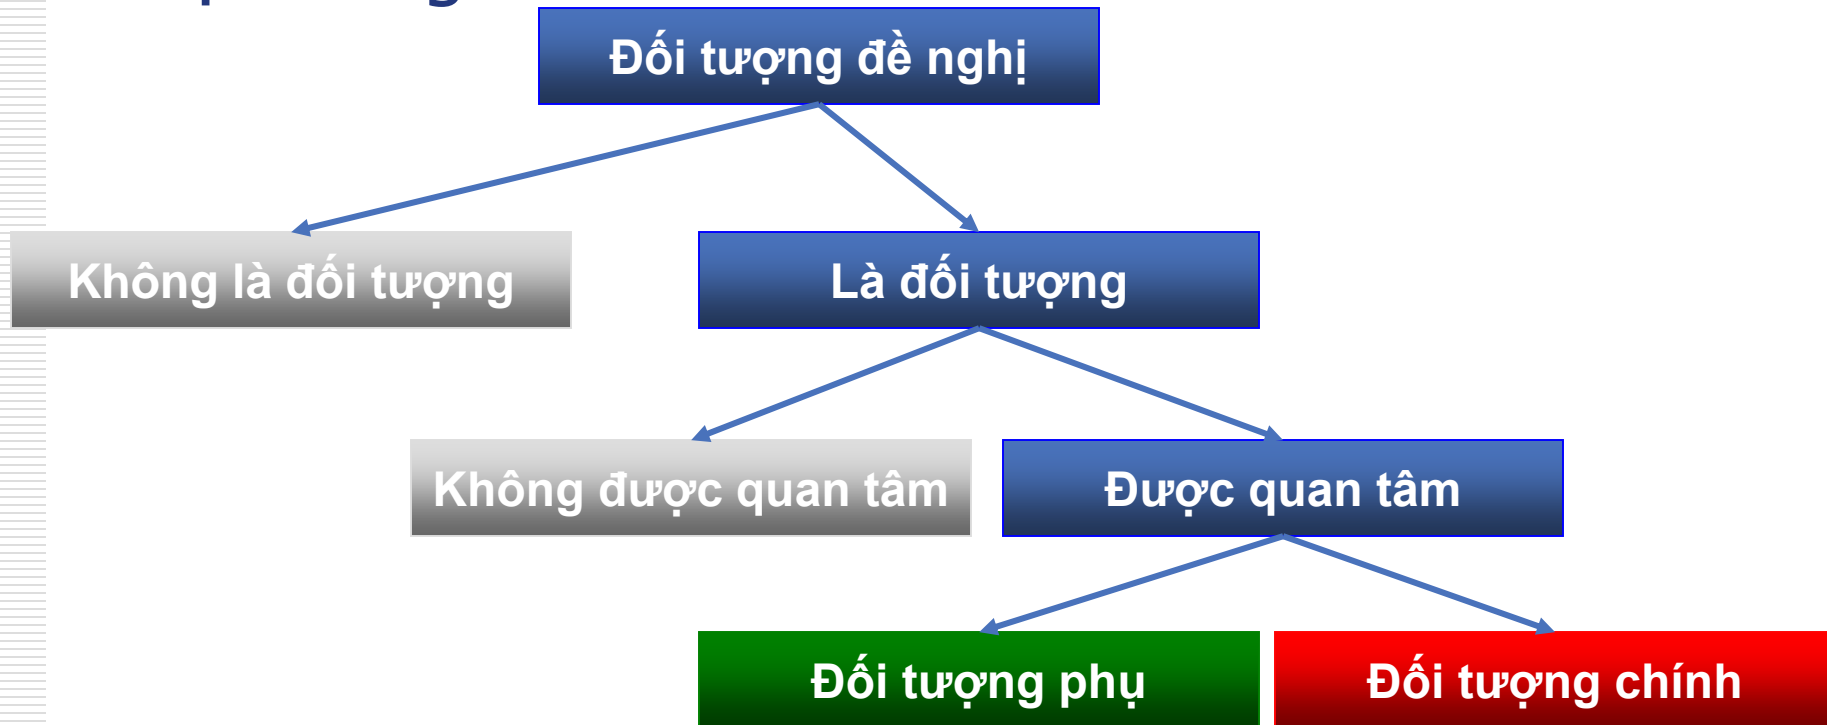 Đối tượng đề nghị
Không là đối tượng
Là đối tượng
Không được quan tâm
Được quan tâm
Đối tượng phụ
Đối tượng chính